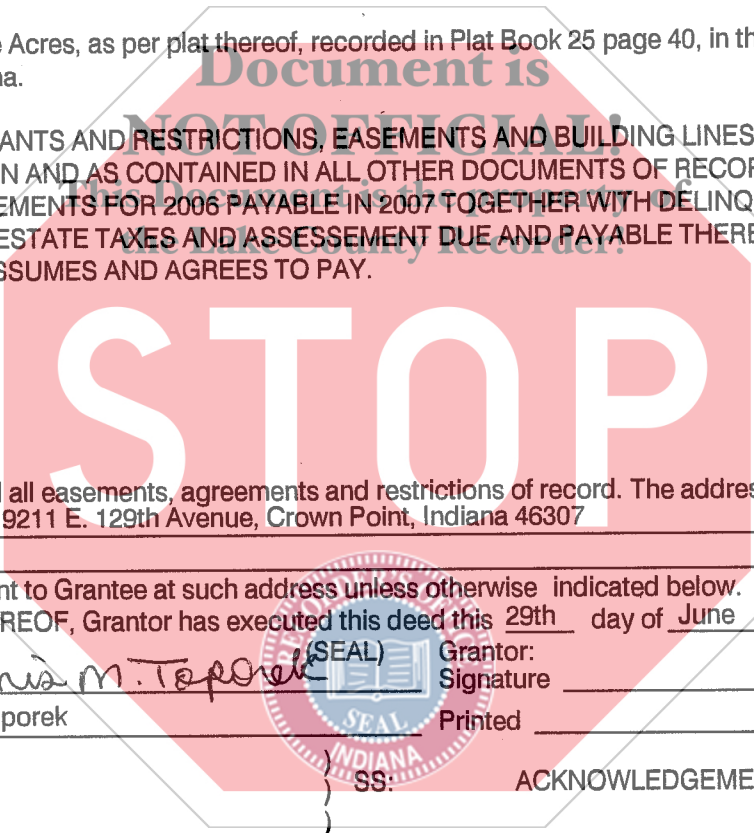 Acres, as per plat thereof, recorded in Plat Book 25 page 40, in th
na.
Document is
NOT OFFICIAL!
This Document is the property of
the Lake County Recorder!
ANTS AND RESTRICTIONS, EASEMENTS AND BUILDING LINES
N AND AS CONTAINED IN ALL OTHER DOCUMENTS OF RECOR
EMENTS FOR 2006 PAYABLE IN 2007 TOGETHER WITH DELINQ
ESTATE TAXES AND ASSESSMENT DUE AND PAYABLE THERE
SSUMES AND AGREES TO PAY.
STOP
all easements, agreements and restrictions of record. The addres
9211 E. 129th Avenue, Crown Point, Indiana 46307
nt to Grantee at such address unless otherwise indicated below.
REOF, Grantor has executed this deed this 29th day of June
M. Toporek (SEAL) Grantor:
Signature
porek Printed
RECORDER'S OFFICE
SEAL
INDIANA
) SS: ACKNOWLEDGEME
)
)